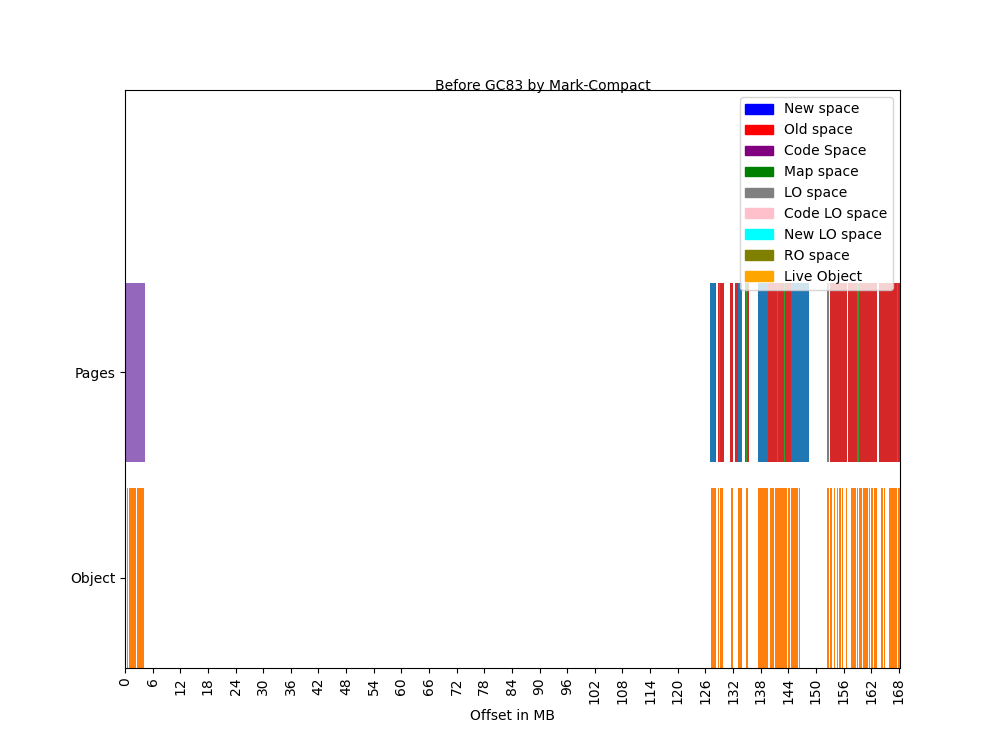 Before GC83 by Mark-Compact
New space
Old space
Code Space
Map space
LO space
Code LO space
New LO space
RO space
Live Object
Pages
Object
0 6 12 18 24 30 36 42 48 54 60 66 72 78 84 90 96 102 108 114 120 126 132 138 144 150 156 162 168
Offset in MB